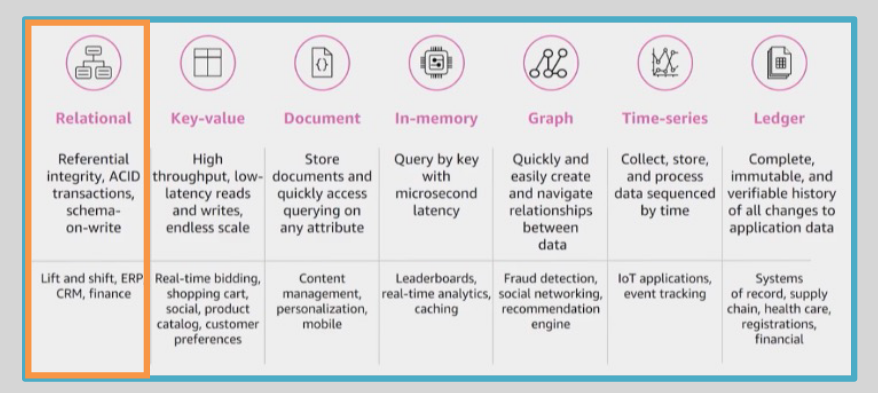 Relational
Key-value
Document
In-memory
Graph
Time-series
Ledger
Referential
integrity, ACID
transactions,
schema-
on-write
High
throughput, low-
latency reads
and writes,
endless scale
Store
documents and
quickly access
querying on
any attribute
Query by key
with
microsecond
latency
Quickly and
easily create
and navigate
relationships
between
data
Collect, store,
and process
data sequenced
by time
Complete,
immutable, and
verifiable history
of all changes to
application data
Lift and shift, ERP
CRM, finance
Real-time bidding,
shopping cart,
social, product
catalog, customer
preferences
Content
management,
personalization,
mobile
Leaderboards,
real-time analytics,
caching
Fraud detection,
social networking,
recommendation
engine
IoT applications,
event tracking
Systems
of record, supply
chain, health care,
registrations,
financial